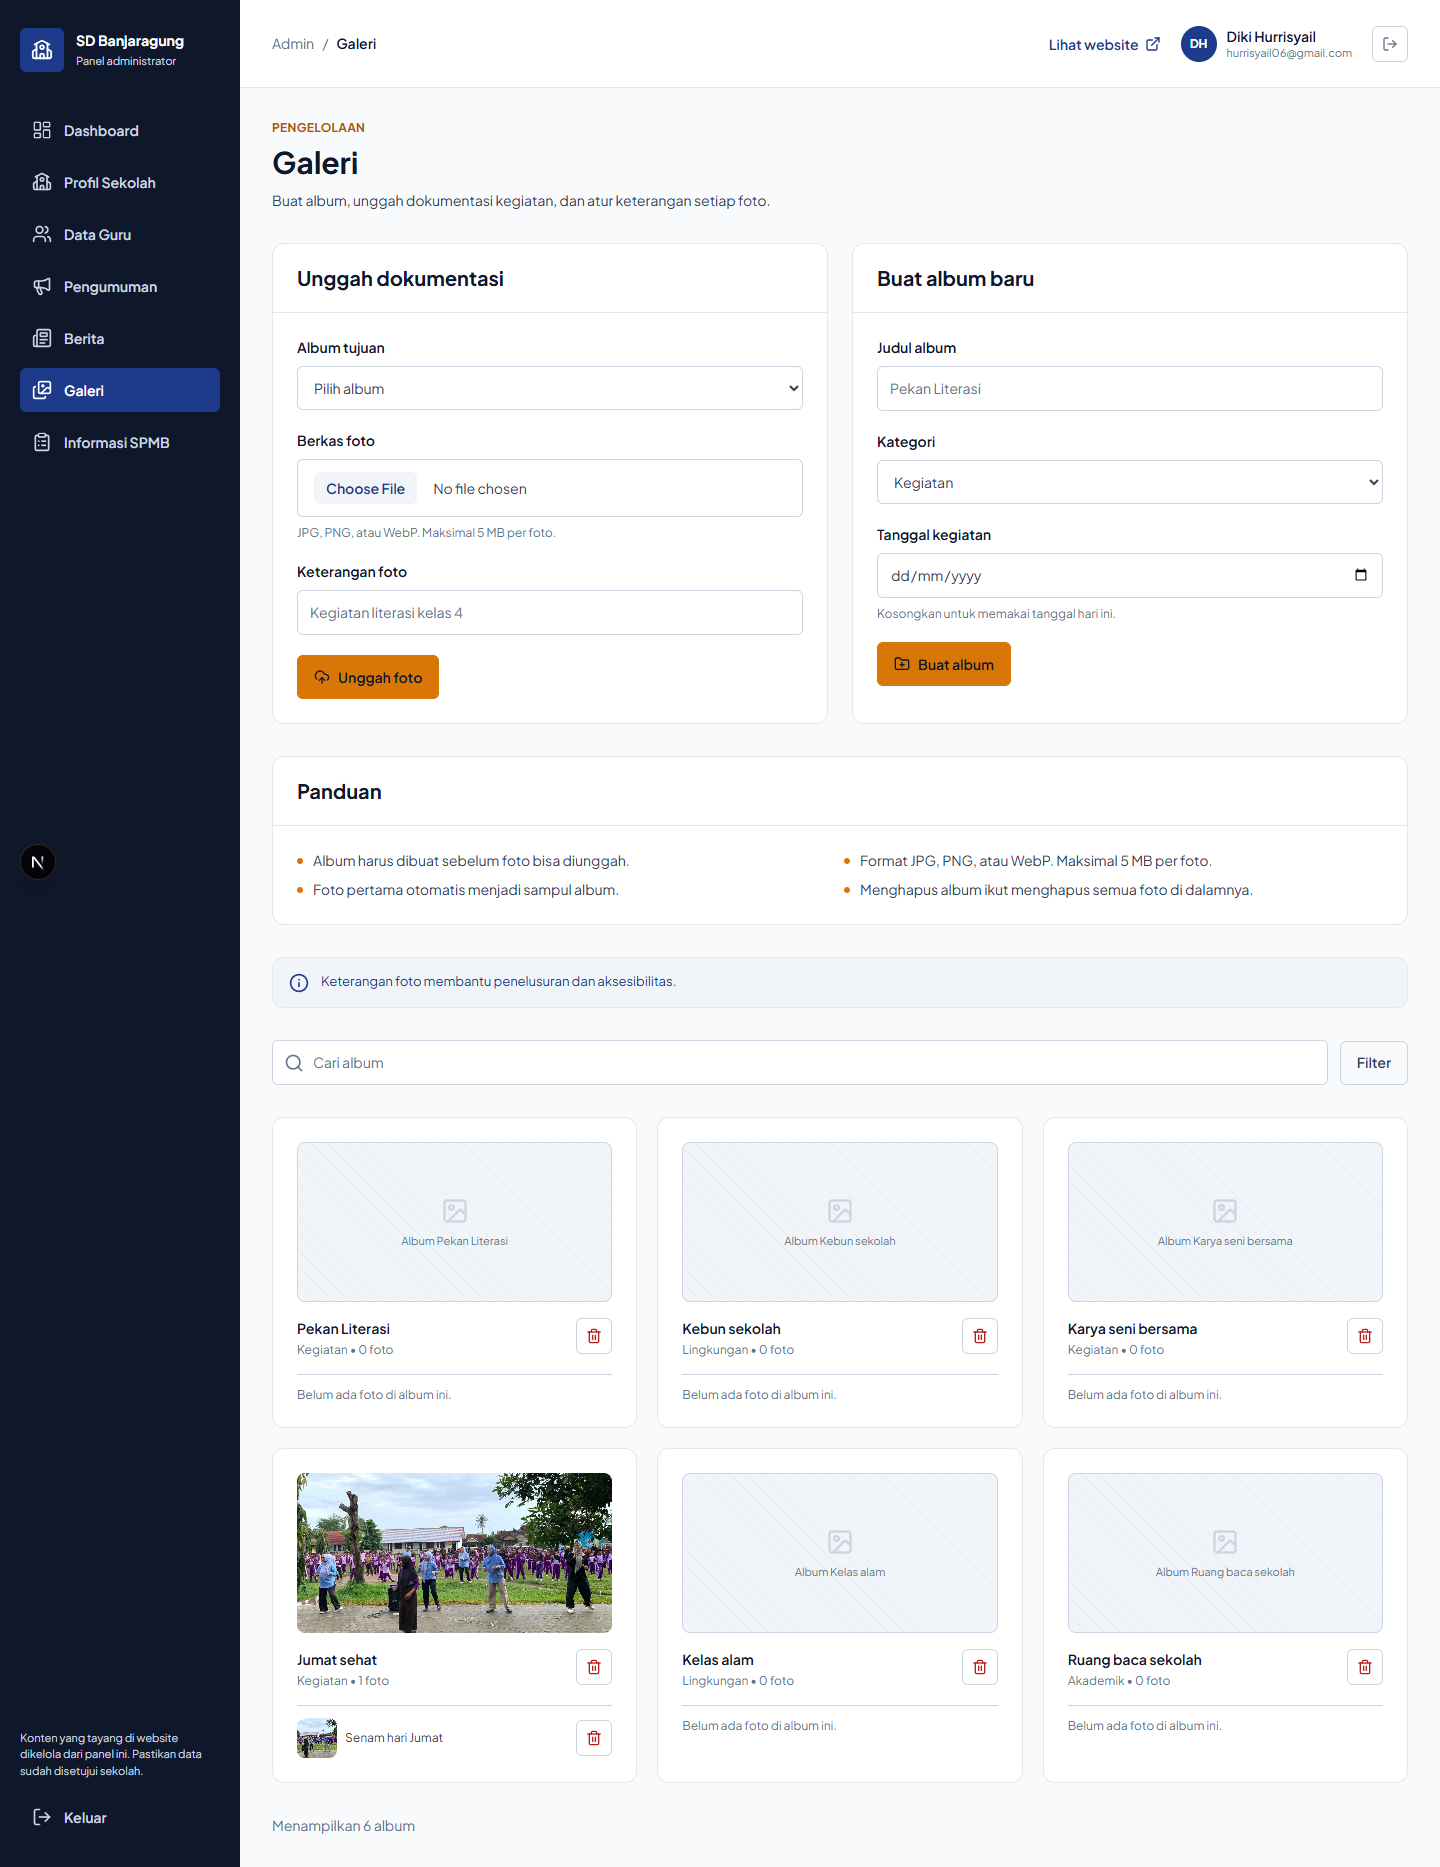 SD Banjaragung
Panel administrator
Dashboard
Profil Sekolah
Data Guru
Pengumuman
Berita
Galeri
Informasi SPMB
N
Konten yang tayang di website
dikelola dari panel ini. Pastikan data
sudah disetujui sekolah.
Keluar
Admin / Galeri
Lihat website
DH
Diki Hurrisyail
hurrisyail06@gmail.com
PENGELOLAAN
Galeri
Buat album, unggah dokumentasi kegiatan, dan atur keterangan setiap foto.
Unggah dokumentasi
Album tujuan
Pilih album
Berkas foto
Choose File No file chosen
JPG, PNG, atau WebP. Maksimal 5 MB per foto.
Keterangan foto
Kegiatan literasi kelas 4
Unggah foto
Buat album baru
Judul album
Pekan Literasi
Kategori
Kegiatan
Tanggal kegiatan
dd/mm/yyyy
Kosongkan untuk memakai tanggal hari ini.
Buat album
Panduan
Album harus dibuat sebelum foto bisa diunggah.
Format JPG, PNG, atau WebP. Maksimal 5 MB per foto.
Foto pertama otomatis menjadi sampul album.
Menghapus album ikut menghapus semua foto di dalamnya.
Keterangan foto membantu penelusuran dan aksesibilitas.
Cari album
Filter
Album Pekan Literasi
Pekan Literasi
Kegiatan • 0 foto
Belum ada foto di album ini.
Album Kebun sekolah
Kebun sekolah
Lingkungan • 0 foto
Belum ada foto di album ini.
Album Karya seni bersama
Karya seni bersama
Kegiatan • 0 foto
Belum ada foto di album ini.
Jumat sehat
Kegiatan • 1 foto
Senam hari Jumat
Album Kelas alam
Kelas alam
Lingkungan • 0 foto
Belum ada foto di album ini.
Album Ruang baca sekolah
Ruang baca sekolah
Akademik • 0 foto
Belum ada foto di album ini.
Menampilkan 6 album